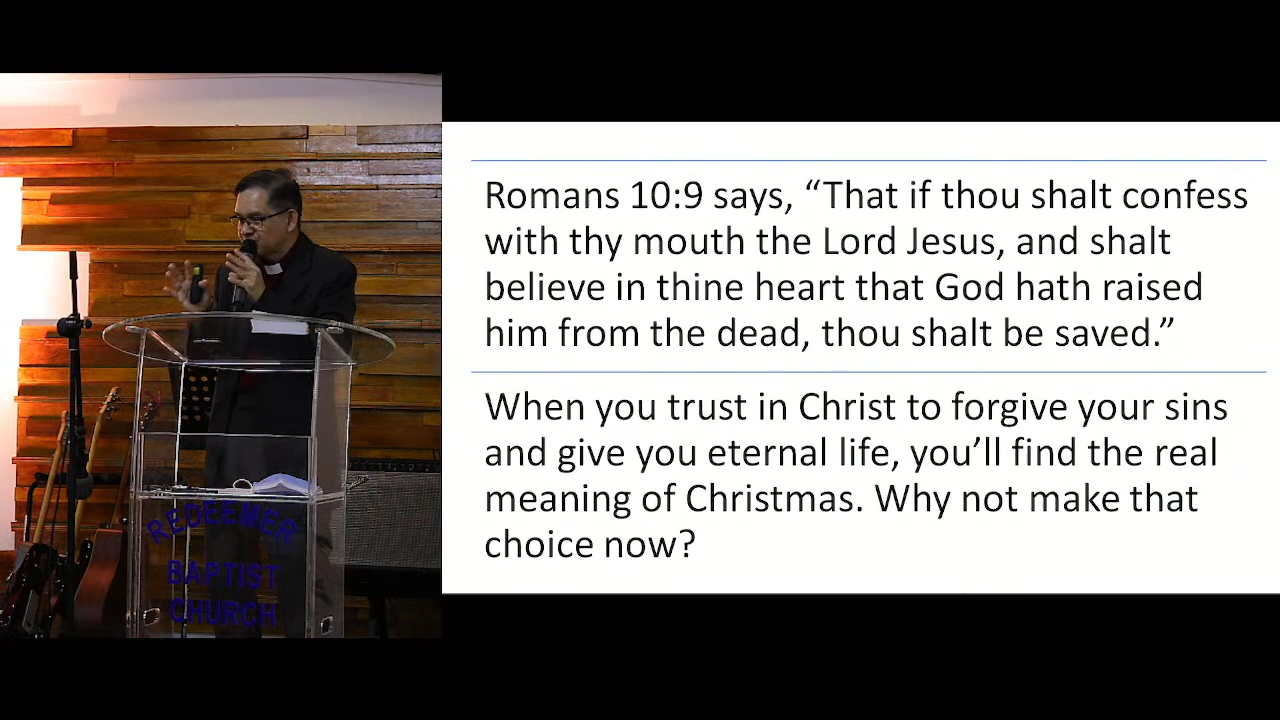 Romans 10:9 says, “That if thou shalt confess
with thy mouth the Lord Jesus, and shalt
believe in thine heart that God hath raised
him from the dead, thou shalt be saved.”
When you trust in Christ to forgive your sins
and give you eternal life, you’ll find the real
meaning of Christmas. Why not make that
choice now?
REDEEMER
BAPTIST
CHURCH